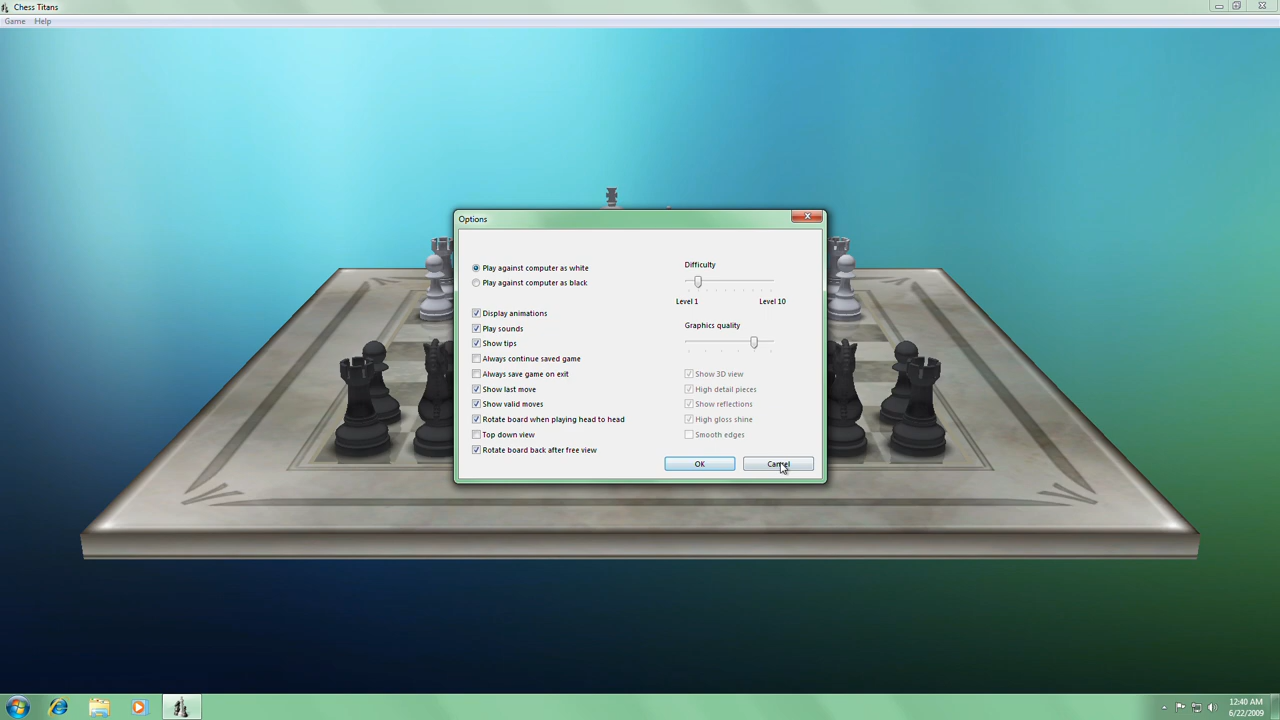 Chess Titans
Game Help
Options
Play against computer as white
Play against computer as black
Display animations
Play sounds
Show tips
Always continue saved game
Always save game on exit
Show last move
Show valid moves
Rotate board when playing head to head
Top down view
Rotate board back after free view
Difficulty
Level 1 Level 10
Graphics quality
Show 3D view
High detail pieces
Show reflections
High gloss shine
Smooth edges
OK Cancel
12:40 AM
6/22/2009